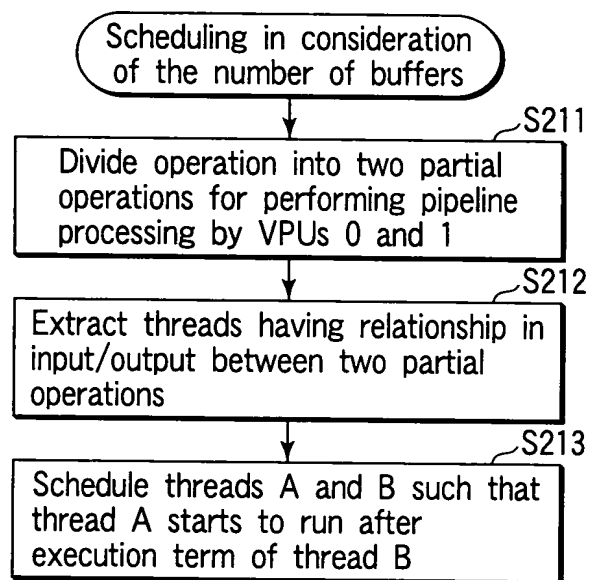 Scheduling in consideration
of the number of buffers
S211
Divide operation into two partial
operations for performing pipeline
processing by VPUs 0 and 1
S212
Extract threads having relationship in
input/output between two partial
operations
S213
Schedule threads A and B such that
thread A starts to run after
execution term of thread B